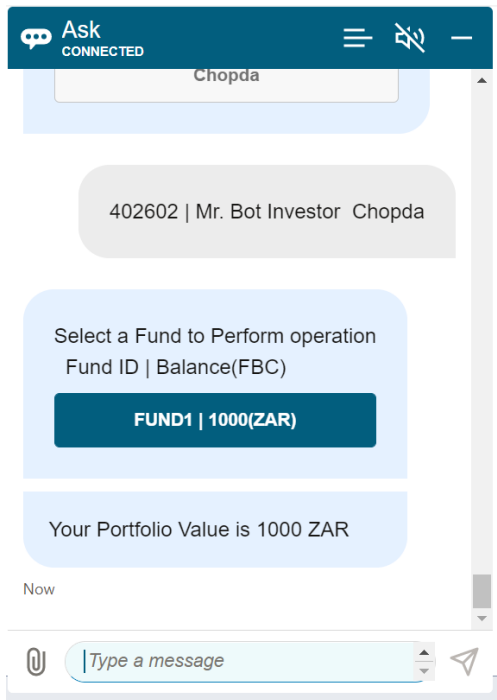 Ask
CONNECTED
Chopda
402602 | Mr. Bot Investor  Chopda
Select a Fund to Perform operation
Fund ID | Balance(FBC)
FUND1 | 1000(ZAR)
Your Portfolio Value is 1000 ZAR
Now
Type a message